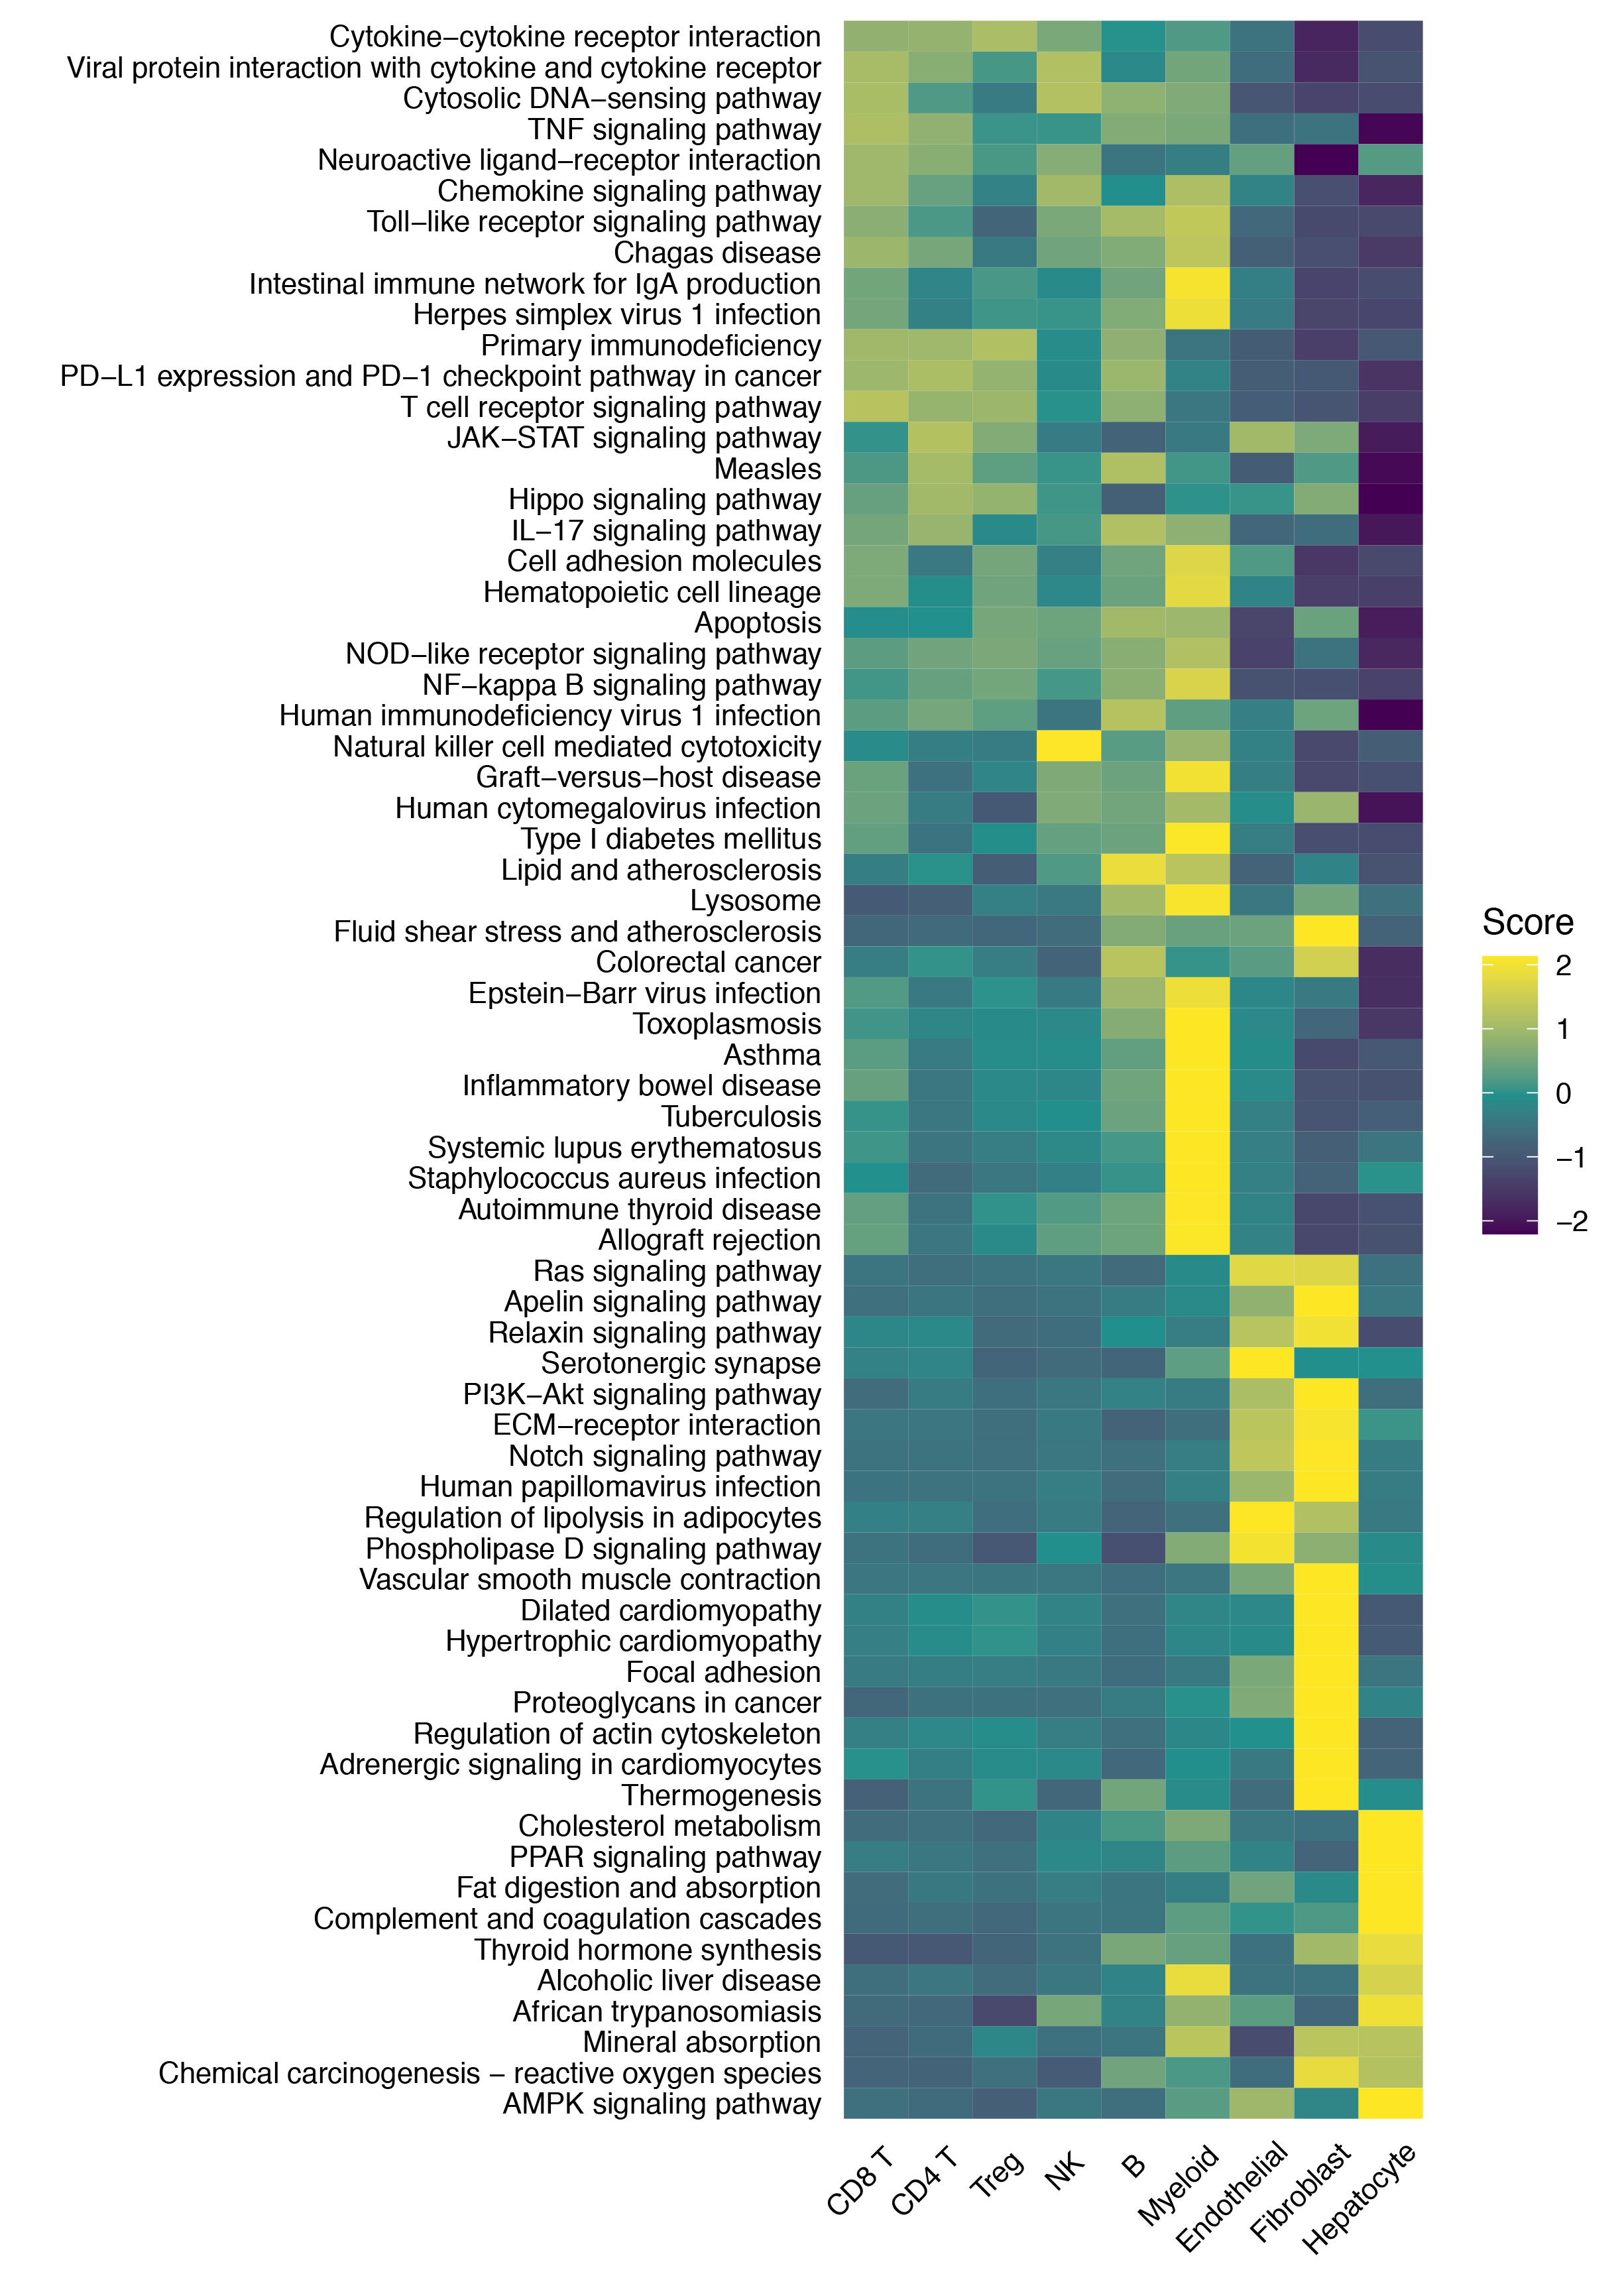 Cytokine−cytokine receptor interaction
Viral protein interaction with cytokine and cytokine receptor
Cytosolic DNA−sensing pathway
TNF signaling pathway
Neuroactive ligand−receptor interaction
Chemokine signaling pathway
Toll−like receptor signaling pathway
Chagas disease
Intestinal immune network for IgA production
Herpes simplex virus 1 infection
Primary immunodeficiency
PD−L1 expression and PD−1 checkpoint pathway in cancer
T cell receptor signaling pathway
JAK−STAT signaling pathway
Measles
Hippo signaling pathway
IL−17 signaling pathway
Cell adhesion molecules
Hematopoietic cell lineage
Apoptosis
NOD−like receptor signaling pathway
NF−kappa B signaling pathway
Human immunodeficiency virus 1 infection
Natural killer cell mediated cytotoxicity
Graft−versus−host disease
Human cytomegalovirus infection
Type I diabetes mellitus
Lipid and atherosclerosis
Lysosome
Fluid shear stress and atherosclerosis
Colorectal cancer
Epstein−Barr virus infection
Toxoplasmosis
Asthma
Inflammatory bowel disease
Tuberculosis
Systemic lupus erythematosus
Staphylococcus aureus infection
Autoimmune thyroid disease
Allograft rejection
Ras signaling pathway
Apelin signaling pathway
Relaxin signaling pathway
Serotonergic synapse
PI3K−Akt signaling pathway
ECM−receptor interaction
Notch signaling pathway
Human papillomavirus infection
Regulation of lipolysis in adipocytes
Phospholipase D signaling pathway
Vascular smooth muscle contraction
Dilated cardiomyopathy
Hypertrophic cardiomyopathy
Focal adhesion
Proteoglycans in cancer
Regulation of actin cytoskeleton
Adrenergic signaling in cardiomyocytes
Thermogenesis
Cholesterol metabolism
PPAR signaling pathway
Fat digestion and absorption
Complement and coagulation cascades
Thyroid hormone synthesis
Alcoholic liver disease
African trypanosomiasis
Mineral absorption
Chemical carcinogenesis − reactive oxygen species
AMPK signaling pathway
CD8 T
CD4 T
Treg
NK
B
Myeloid
Endothelial
Fibroblast
Hepatocyte
Score
2
1
0
−1
−2